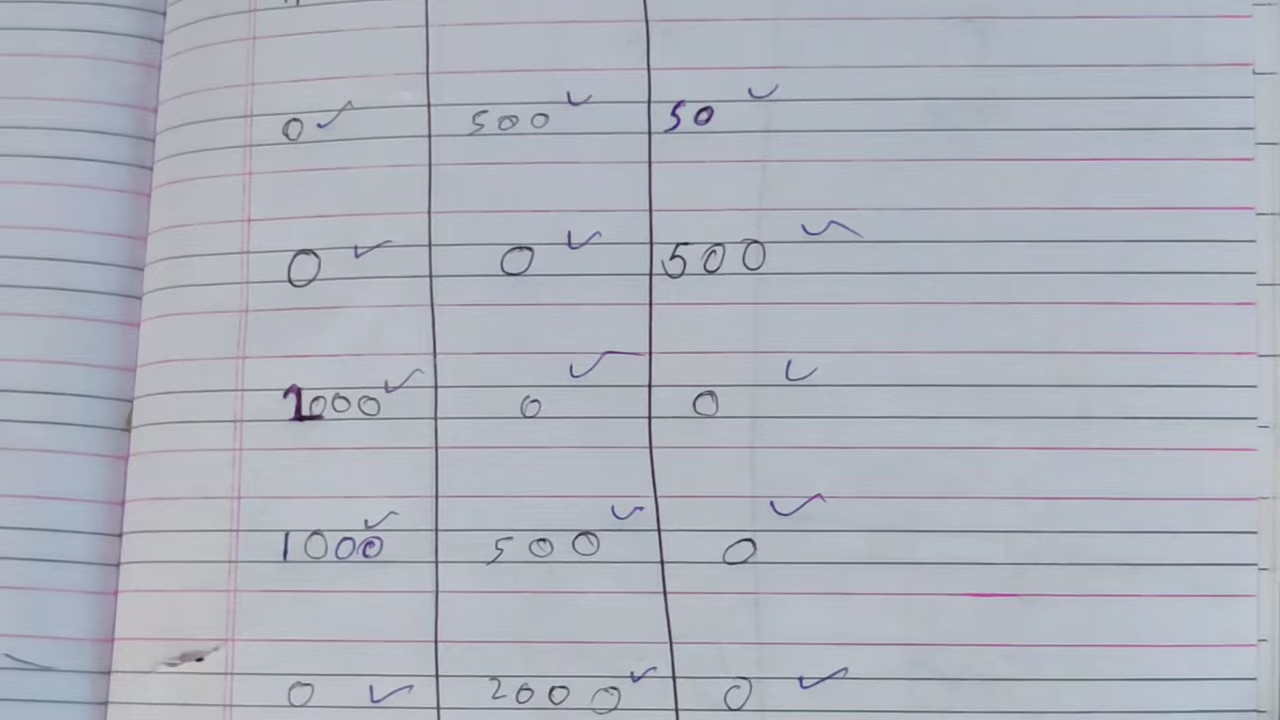 0 ✓ 500 ✓ 50 ✓
0 ✓ 0 ✓ 500 ✓
1000 ✓ 0 ✓ 0 ✓
1000 ✓ 500 ✓ 0 ✓
0 ✓ 2000 ✓ 0 ✓